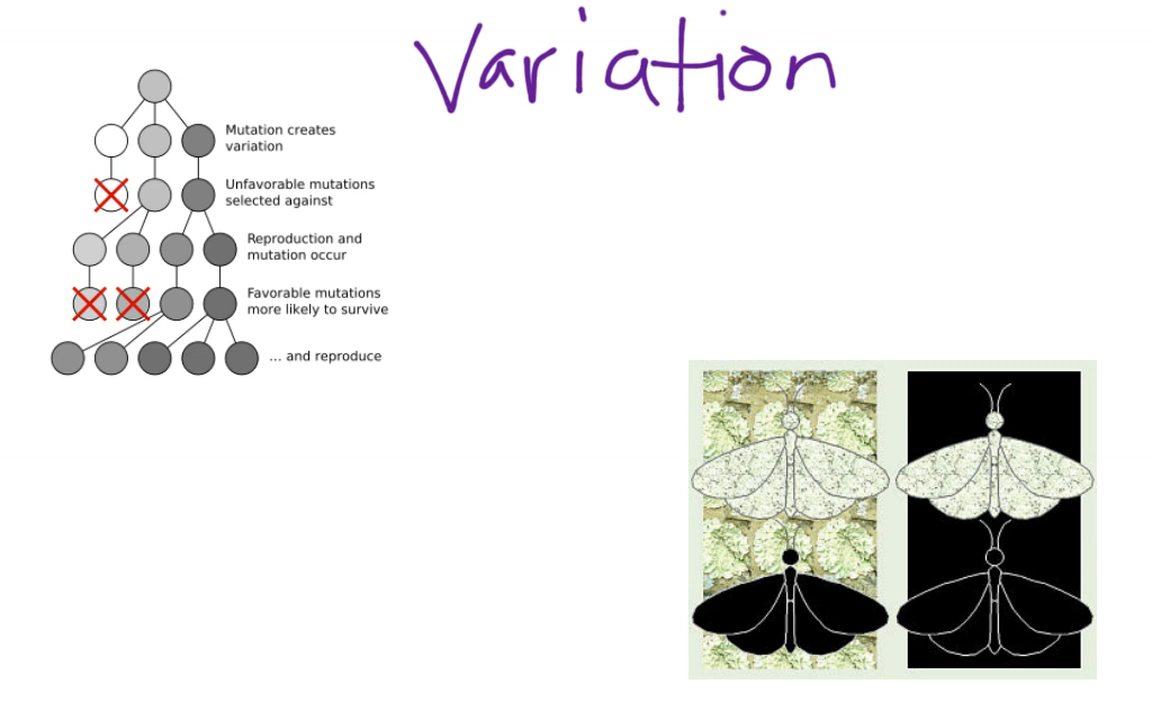 Variation
Mutation creates
variation
Unfavorable mutations
selected against
Reproduction and
mutation occur
Favorable mutations
more likely to survive
... and reproduce